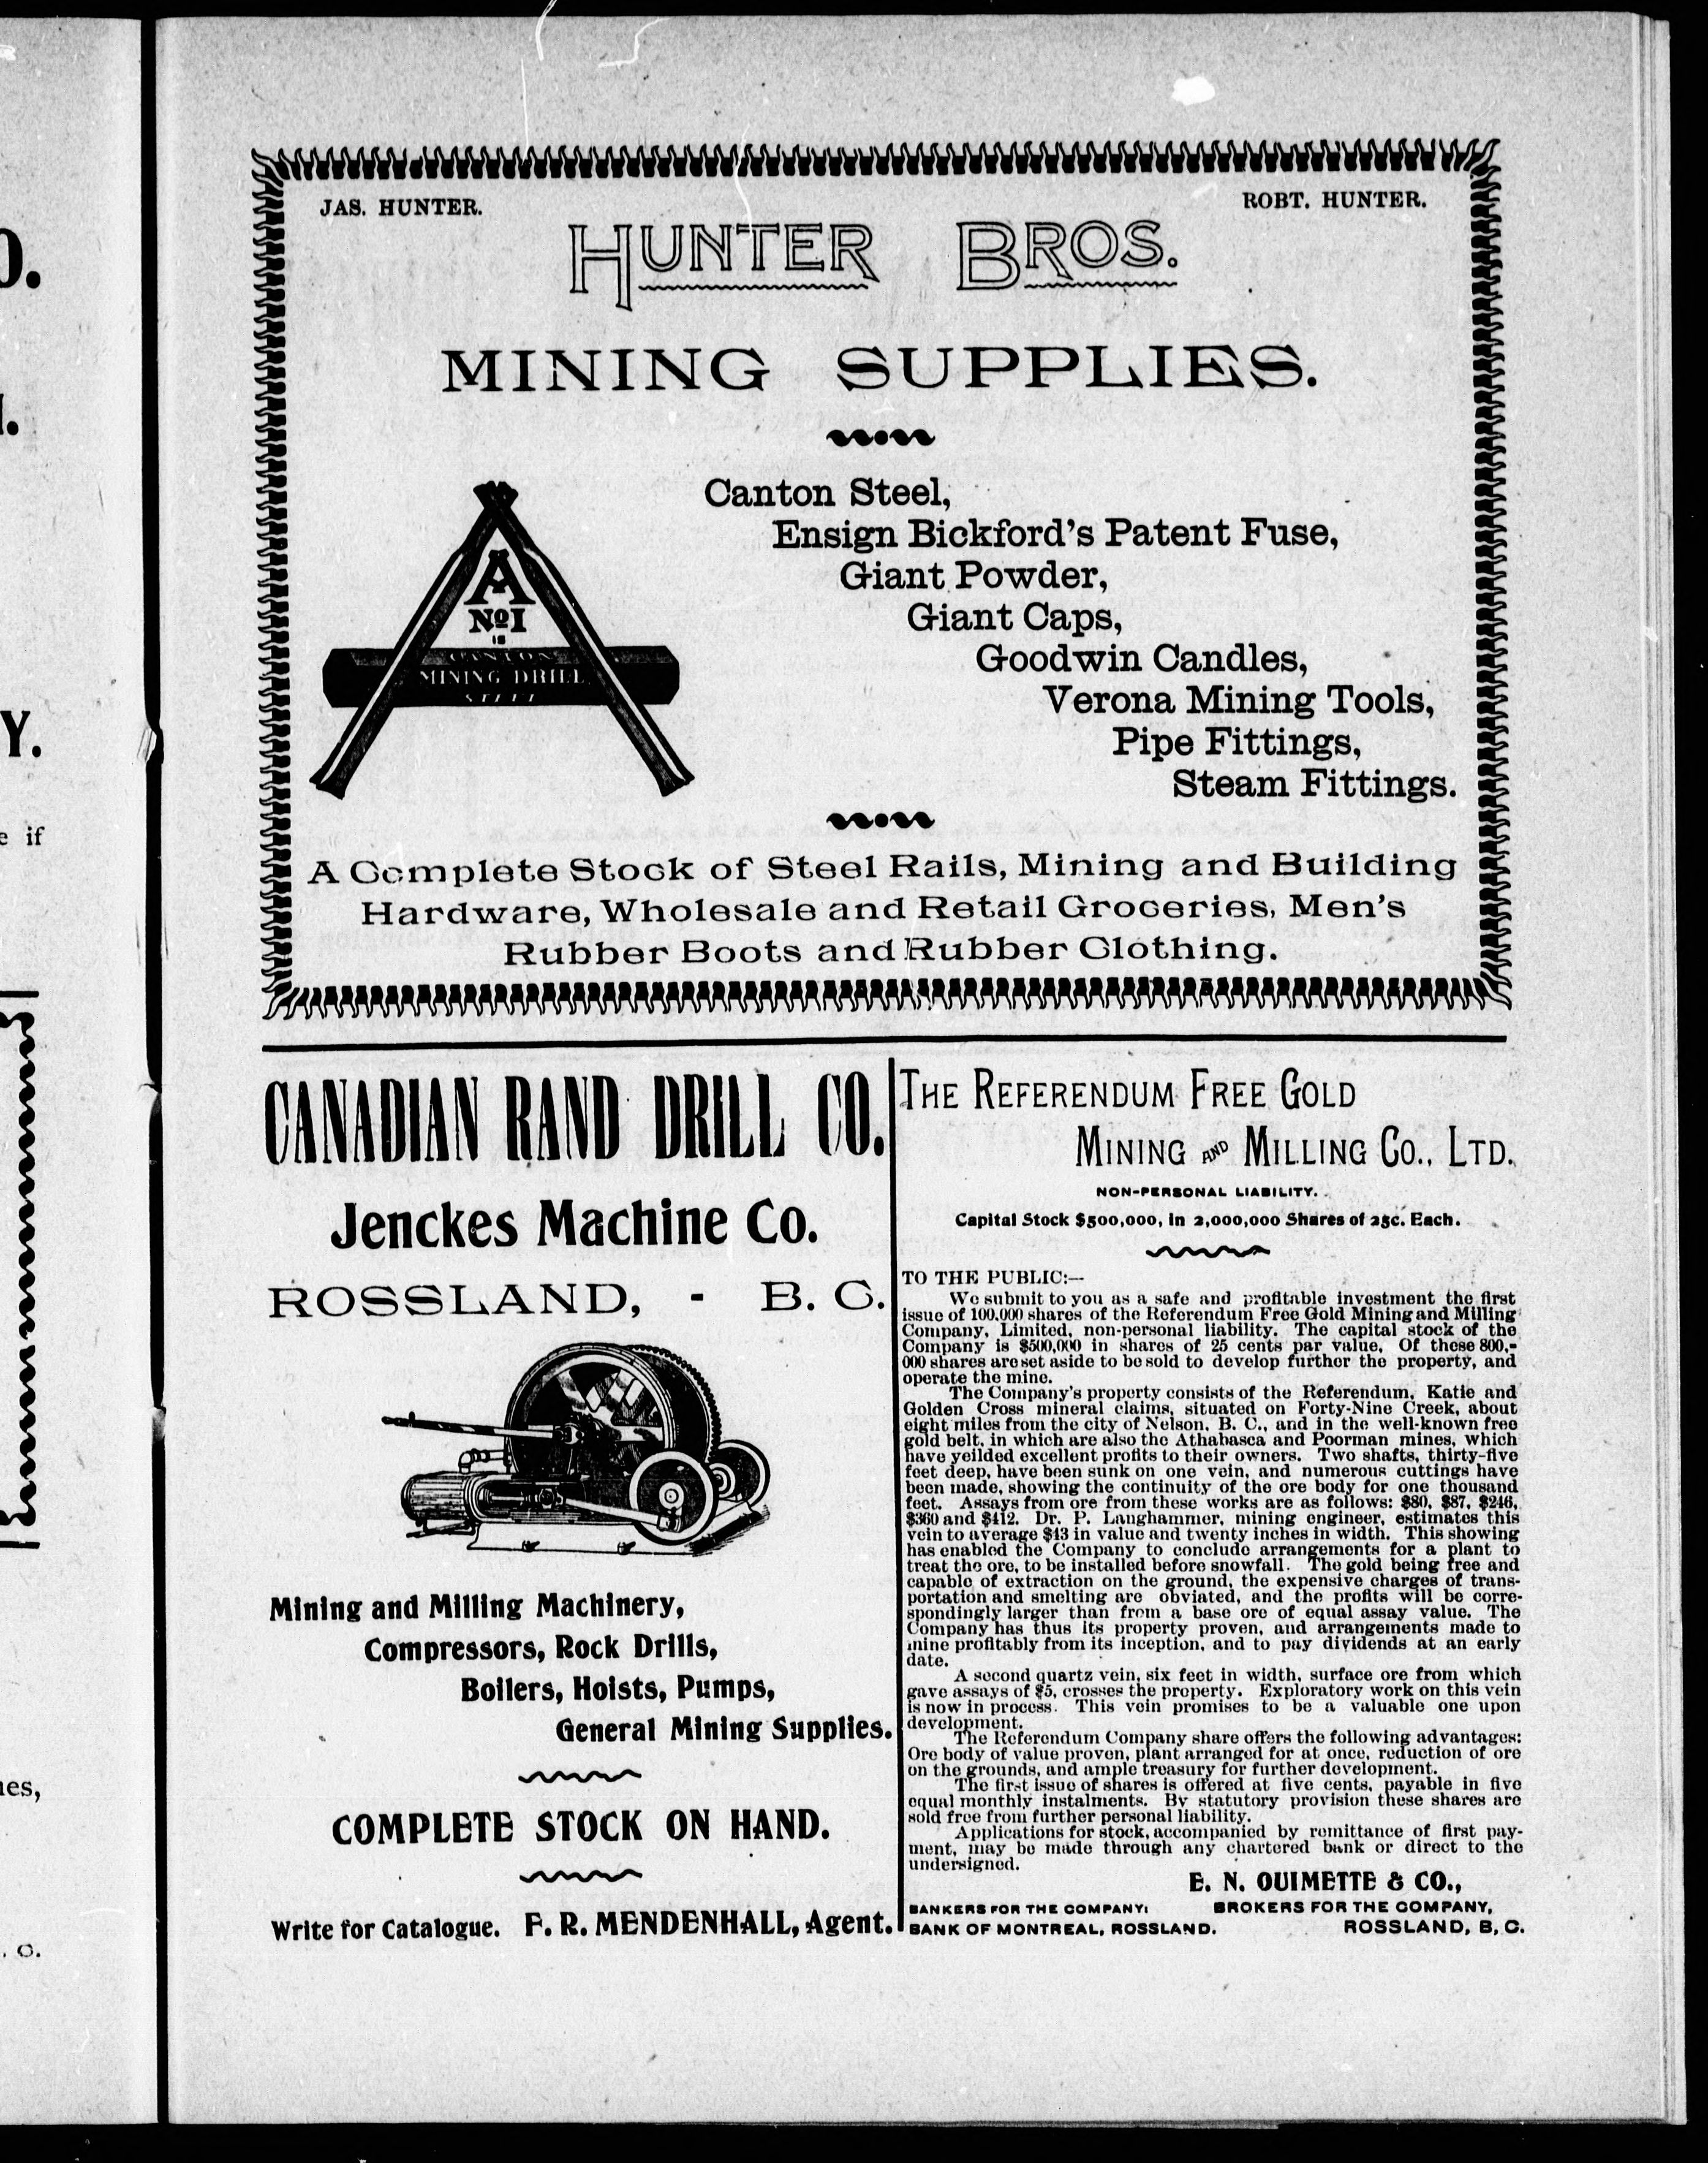 JAS. HUNTER.
ROBT. HUNTER.
HUNTER BROS.
MINING SUPPLIES.
A
No1
IS
CANTON
MINING DRILL
STEEL
Canton Steel,
Ensign Bickford's Patent Fuse,
Giant Powder,
Giant Caps,
Goodwin Candles,
Verona Mining Tools,
Pipe Fittings,
Steam Fittings.
A Complete Stock of Steel Rails, Mining and Building
Hardware, Wholesale and Retail Groceries, Men's
Rubber Boots and Rubber Clothing.
CANADIAN RAND DRILL CO.
Jenckes Machine Co.
ROSSLAND, - B. C.
Mining and Milling Machinery,
Compressors, Rock Drills,
Boilers, Hoists, Pumps,
General Mining Supplies.
COMPLETE STOCK ON HAND.
Write for Catalogue. F. R. MENDENHALL, Agent.
THE REFERENDUM FREE GOLD
MINING AND MILLING CO., LTD.
NON-PERSONAL LIABILITY.
Capital Stock $500,000, in 2,000,000 Shares of 25c. Each.
TO THE PUBLIC:—
We submit to you as a safe and profitable investment the first
issue of 100.000 shares of the Referendum Free Gold Mining and Milling
Company, Limited, non-personal liability. The capital stock of the
Company is $500,000 in shares of 25 cents par value. Of these 800,-
000 shares are set aside to be sold to develop further the property, and
operate the mine.
The Company's property consists of the Referendum, Katie and
Golden Cross mineral claims, situated on Forty-Nine Creek, about
eight miles from the city of Nelson, B. C., and in the well-known free
gold belt, in which are also the Athabasca and Poorman mines, which
have yeilded excellent profits to their owners. Two shafts, thirty-five
feet deep, have been sunk on one vein, and numerous cuttings have
been made, showing the continuity of the ore body for one thousand
feet. Assays from ore from these works are as follows: $80, $87, $246,
$360 and $412. Dr. P. Langhammer, mining engineer, estimates this
vein to average $43 in value and twenty inches in width. This showing
has enabled the Company to conclude arrangements for a plant to
treat the ore, to be installed before snowfall. The gold being free and
capable of extraction on the ground, the expensive charges of trans-
portation and smelting are obviated, and the profits will be corre-
spondingly larger than from a base ore of equal assay value. The
Company has thus its property proven, and arrangements made to
mine profitably from its inception, and to pay dividends at an early
date.
A second quartz vein, six feet in width, surface ore from which
gave assays of $5, crosses the property. Exploratory work on this vein
is now in process. This vein promises to be a valuable one upon
development.
The Referendum Company share offers the following advantages:
Ore body of value proven, plant arranged for at once, reduction of ore
on the grounds, and ample treasury for further development.
The first issue of shares is offered at five cents, payable in five
equal monthly instalments. By statutory provision these shares are
sold free from further personal liability.
Applications for stock, accompanied by remittance of first pay-
ment, may be made through any chartered bank or direct to the
undersigned.
E. N. OUIMETTE & CO.,
BANKERS FOR THE COMPANY: BROKERS FOR THE COMPANY,
BANK OF MONTREAL, ROSSLAND. ROSSLAND, B, C.